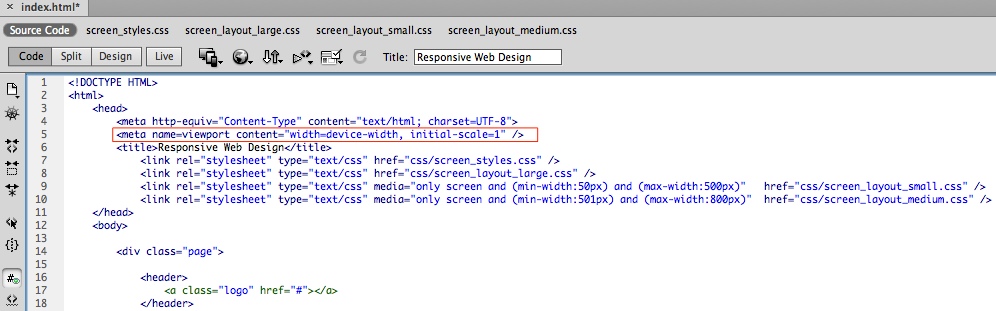 × index.html*
Source Code screen_styles.css screen_layout_large.css screen_layout_small.css screen_layout_medium.css
Code Split Design Live Title: Responsive Web Design
1 <!DOCTYPE HTML>
2 <html>
3 <head>
4 <meta http-equiv="Content-Type" content="text/html; charset=UTF-8">
5 <meta name=viewport content="width=device-width, initial-scale=1" />
6 <title>Responsive Web Design</title>
7 <link rel="stylesheet" type="text/css" href="css/screen_styles.css" />
8 <link rel="stylesheet" type="text/css" href="css/screen_layout_large.css" />
9 <link rel="stylesheet" type="text/css" media="only screen and (min-width:50px) and (max-width:500px)" href="css/screen_layout_small.css" />
10 <link rel="stylesheet" type="text/css" media="only screen and (min-width:501px) and (max-width:800px)" href="css/screen_layout_medium.css" />
11 </head>
12 <body>
13
14 <div class="page">
15
16 <header>
17 <a class="logo" href="#"></a>
18 </header>